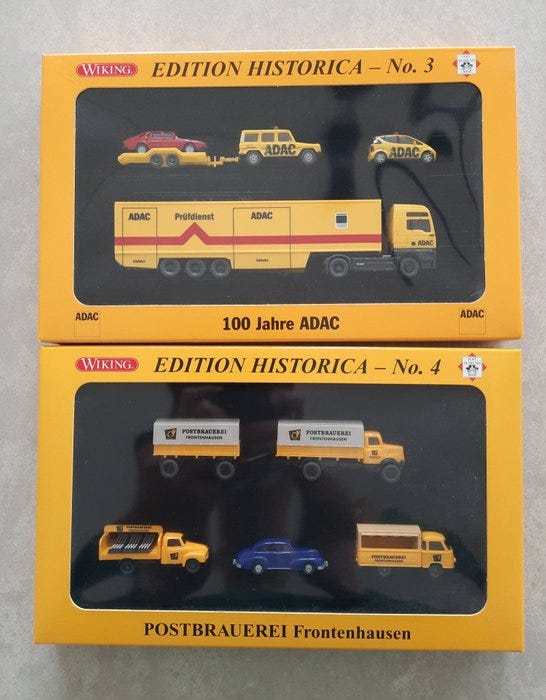 WIKING
EDITION HISTORICA – No. 3
ADAC
ADAC
ADAC Prüfdienst ADAC
ADAC
ADAC
100 Jahre ADAC
ADAC
WIKING
EDITION HISTORICA – No. 4
POSTBRAUEREI
FRONTENHAUSEN
POSTBRAUEREI
FRONTENHAUSEN
POSTBRAUEREI
POSTBRAUEREI
FRONTENHAUSEN
POSTBRAUEREI Frontenhausen